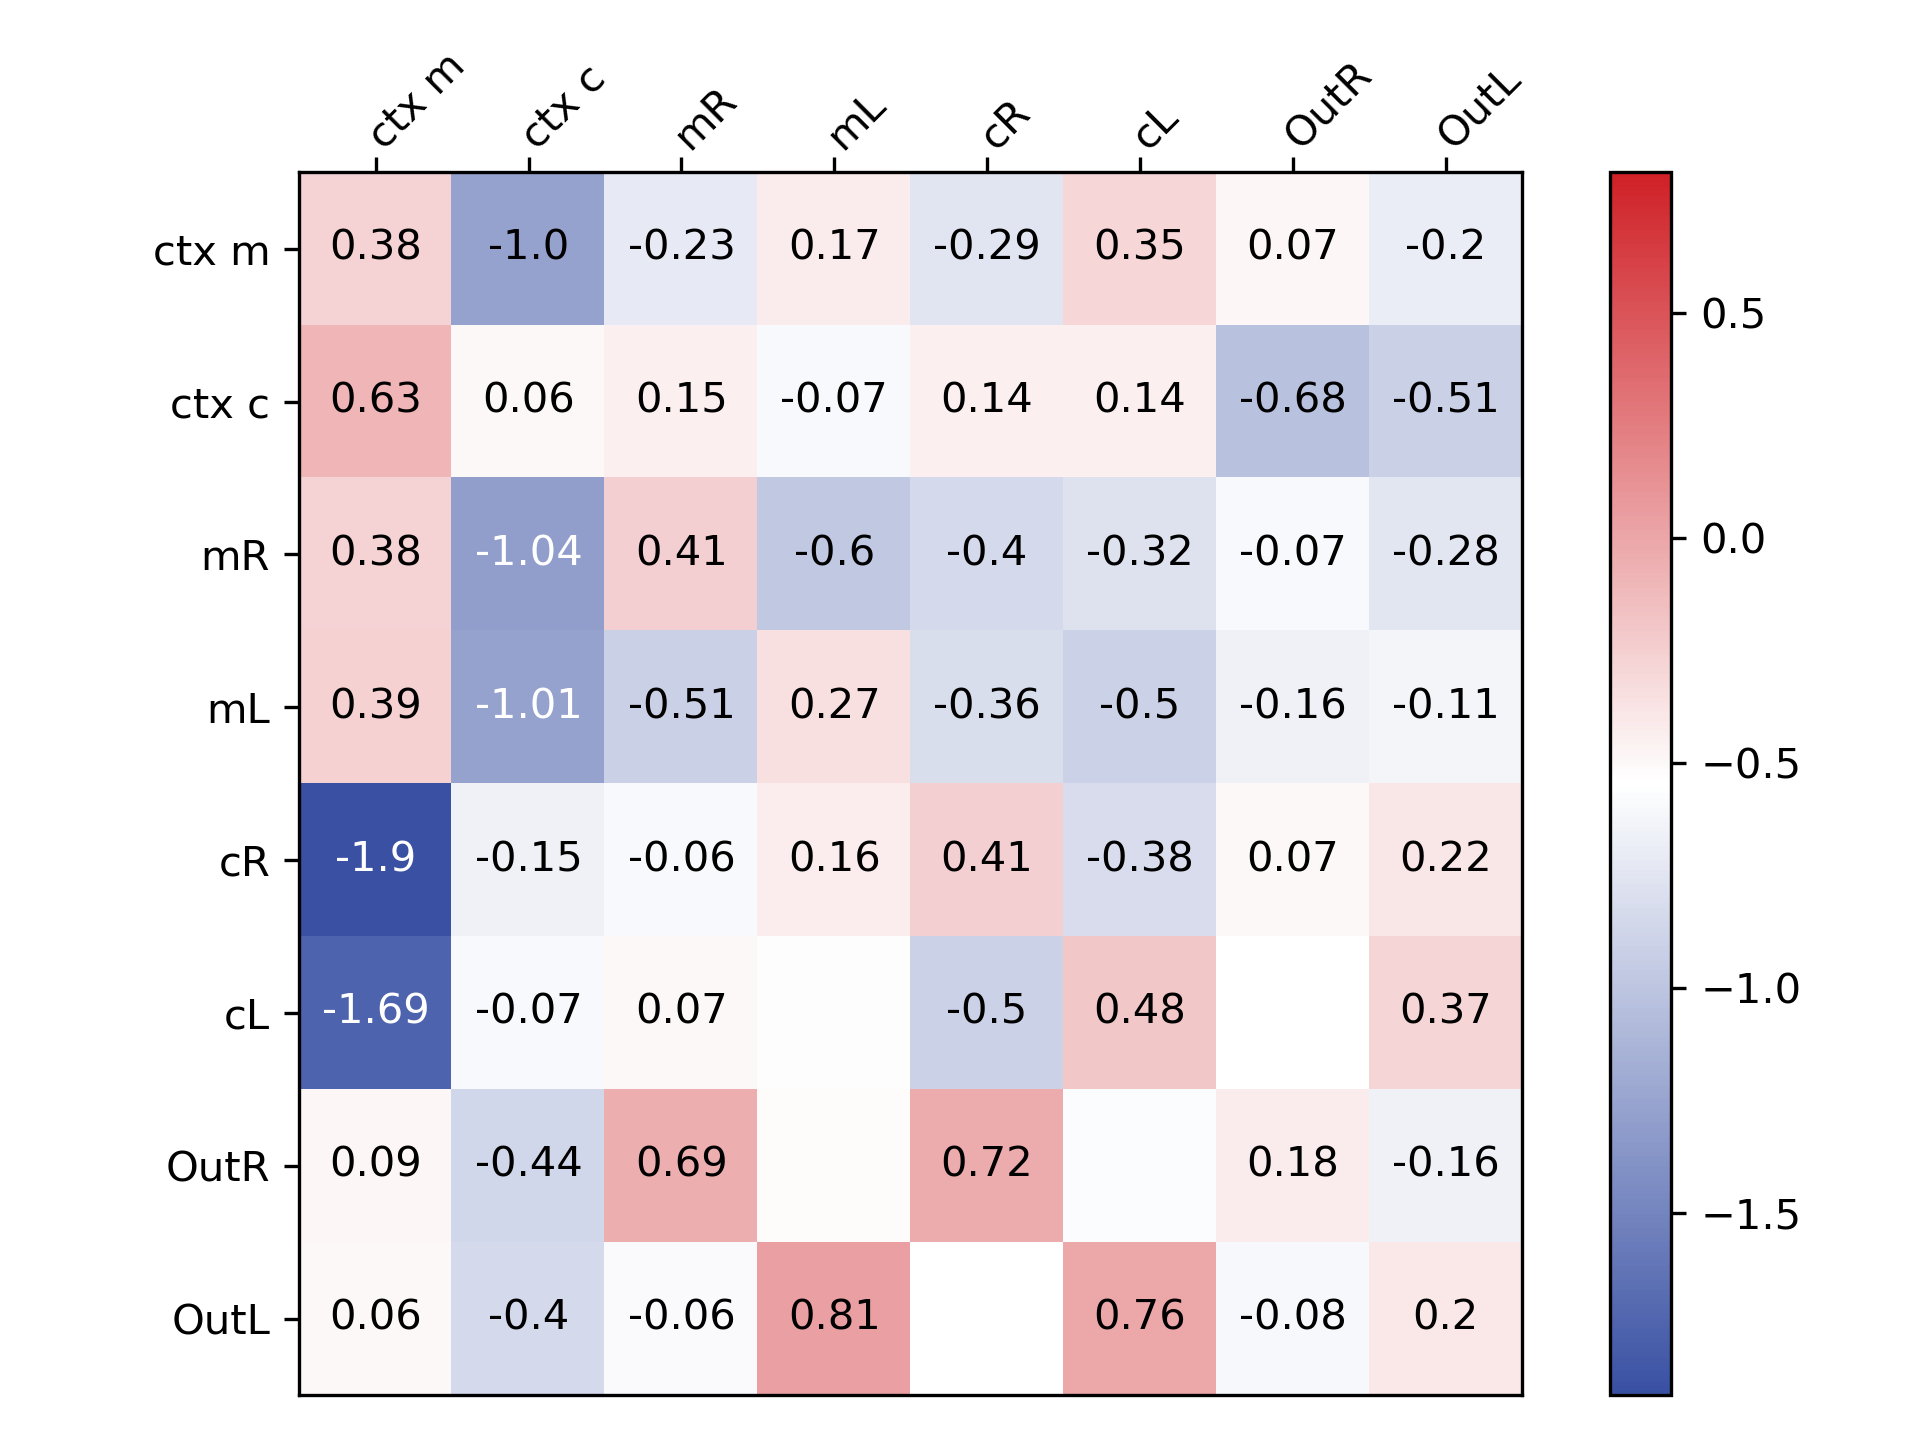 ctx m ctx c mR mL cR cL OutR OutL
ctx m 0.38 -1.0 -0.23 0.17 -0.29 0.35 0.07 -0.2
ctx c 0.63 0.06 0.15 -0.07 0.14 0.14 -0.68 -0.51
mR 0.38 -1.04 0.41 -0.6 -0.4 -0.32 -0.07 -0.28
mL 0.39 -1.01 -0.51 0.27 -0.36 -0.5 -0.16 -0.11
cR -1.9 -0.15 -0.06 0.16 0.41 -0.38 0.07 0.22
cL -1.69 -0.07 0.07 -0.5 0.48 0.37
OutR 0.09 -0.44 0.69 0.72 0.18 -0.16
OutL 0.06 -0.4 -0.06 0.81 0.76 -0.08 0.2
0.5
0.0
−0.5
−1.0
−1.5